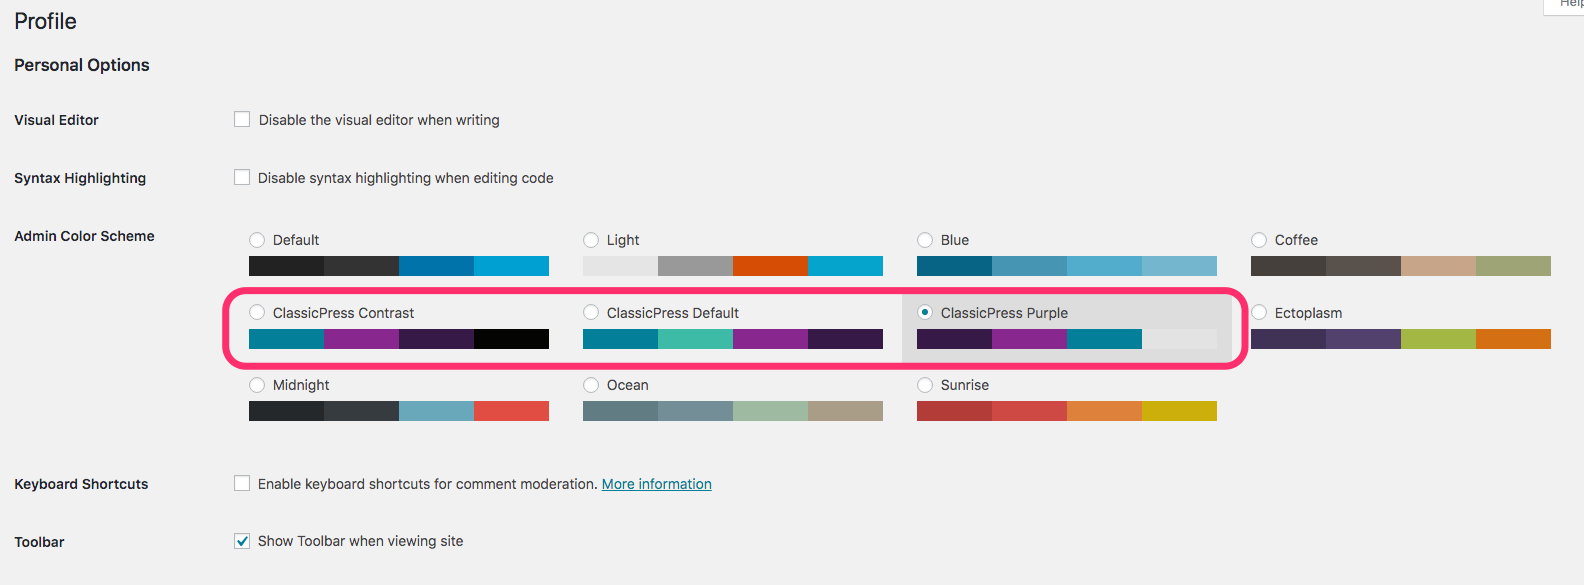 Help
Profile
Personal Options
Visual Editor
Disable the visual editor when writing
Syntax Highlighting
Disable syntax highlighting when editing code
Admin Color Scheme
Default
Light
Blue
Coffee
ClassicPress Contrast
ClassicPress Default
ClassicPress Purple
Ectoplasm
Midnight
Ocean
Sunrise
Keyboard Shortcuts
Enable keyboard shortcuts for comment moderation. More information
Toolbar
Show Toolbar when viewing site